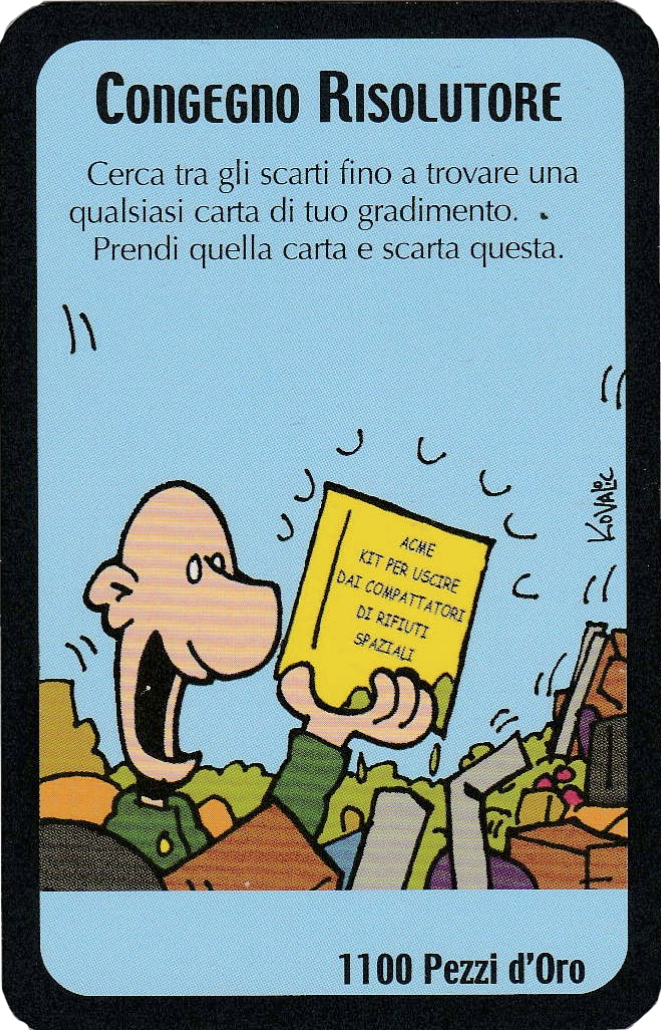 Congegno Risolutore
Cerca tra gli scarti fino a trovare una
qualsiasi carta di tuo gradimento.
Prendi quella carta e scarta questa.
Kovalic
ACME
KIT PER USCIRE
DAI COMPATTATORI
DI RIFIUTI
SPAZIALI
1100 Pezzi d'Oro